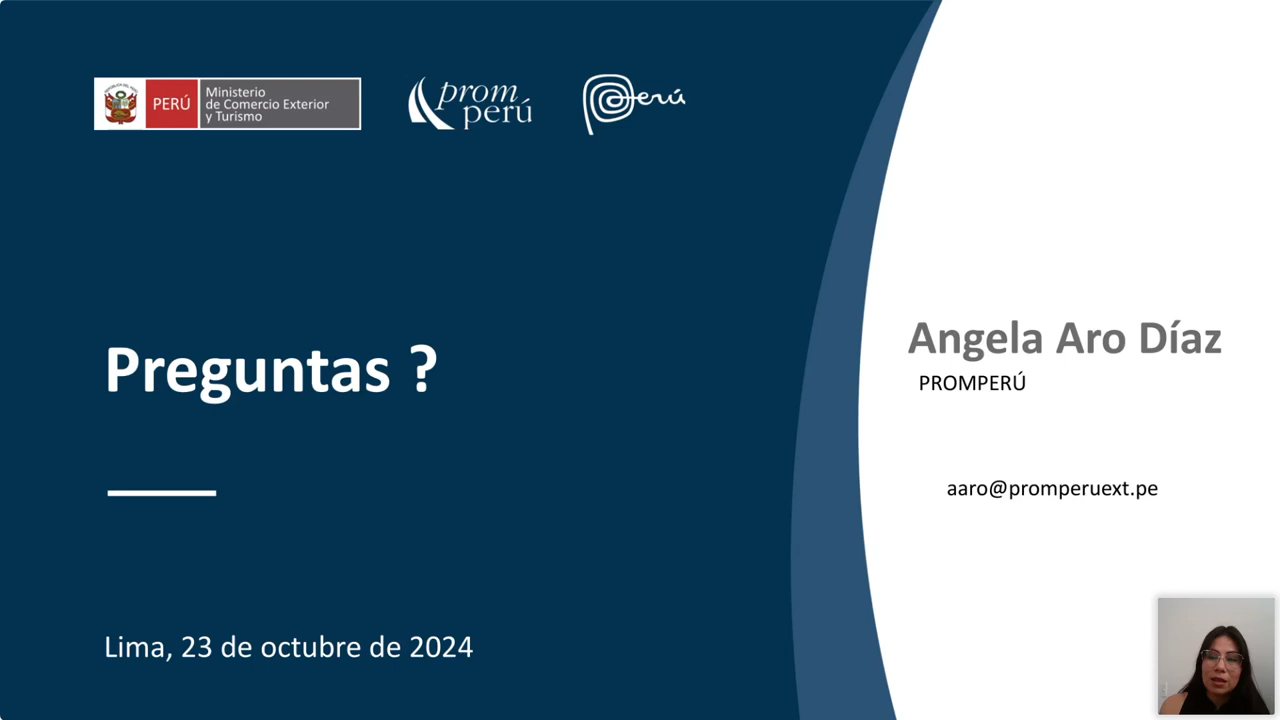 PERÚ
Ministerio
de Comercio Exterior
y Turismo
prom
perú
Perú
Preguntas ?
Angela Aro Díaz
PROMPERÚ
aaro@promperuext.pe
Lima, 23 de octubre de 2024